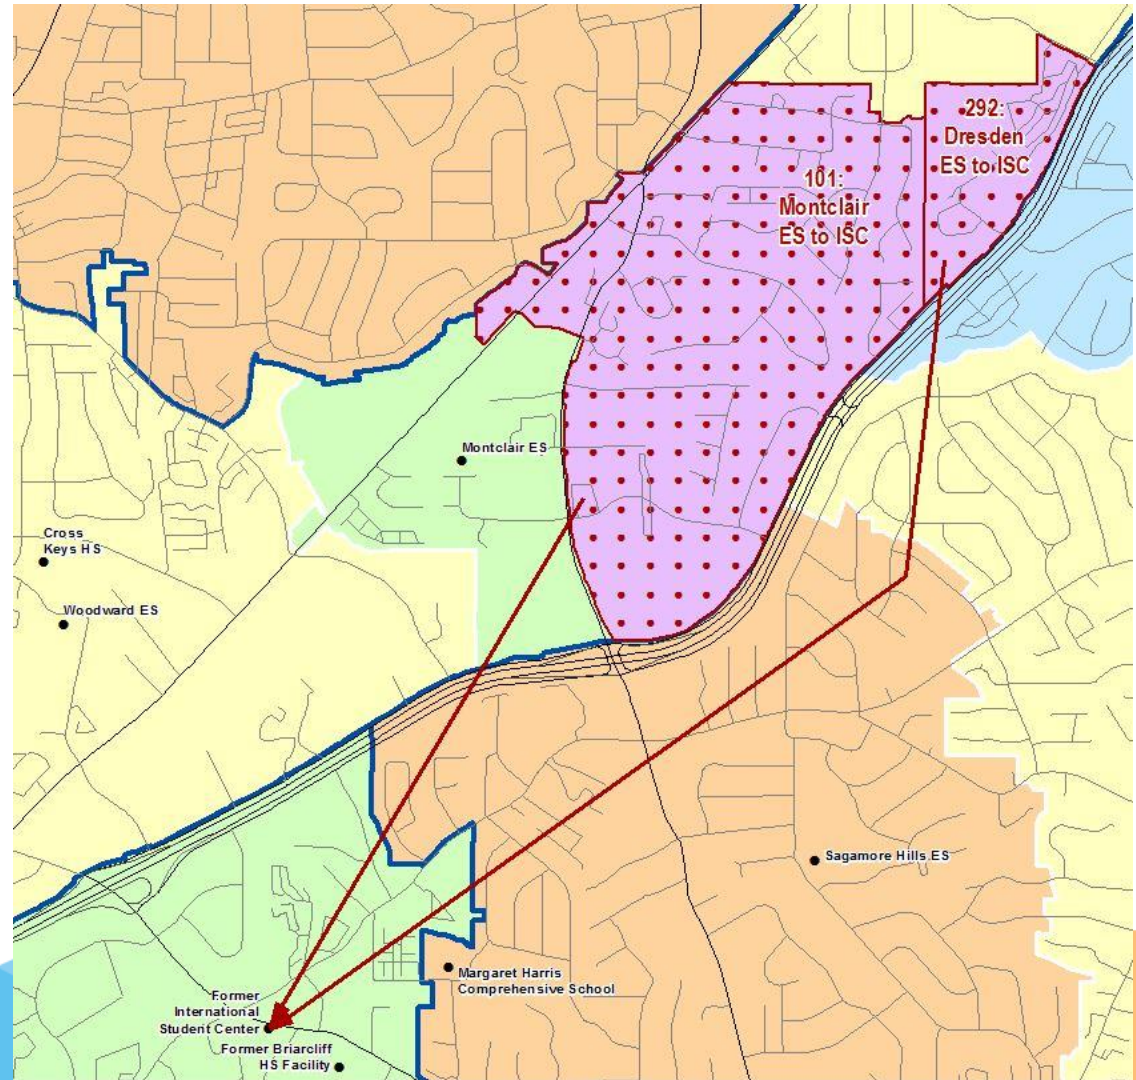 292:
Dresden
ES to ISC
101:
Montclair
ES to ISC
Montclair ES
Cross
Keys HS
Woodward ES
Sagamore Hills ES
Margaret Harris
Comprehensive School
Former
International
Student Center
Former Briarcliff
HS Facility